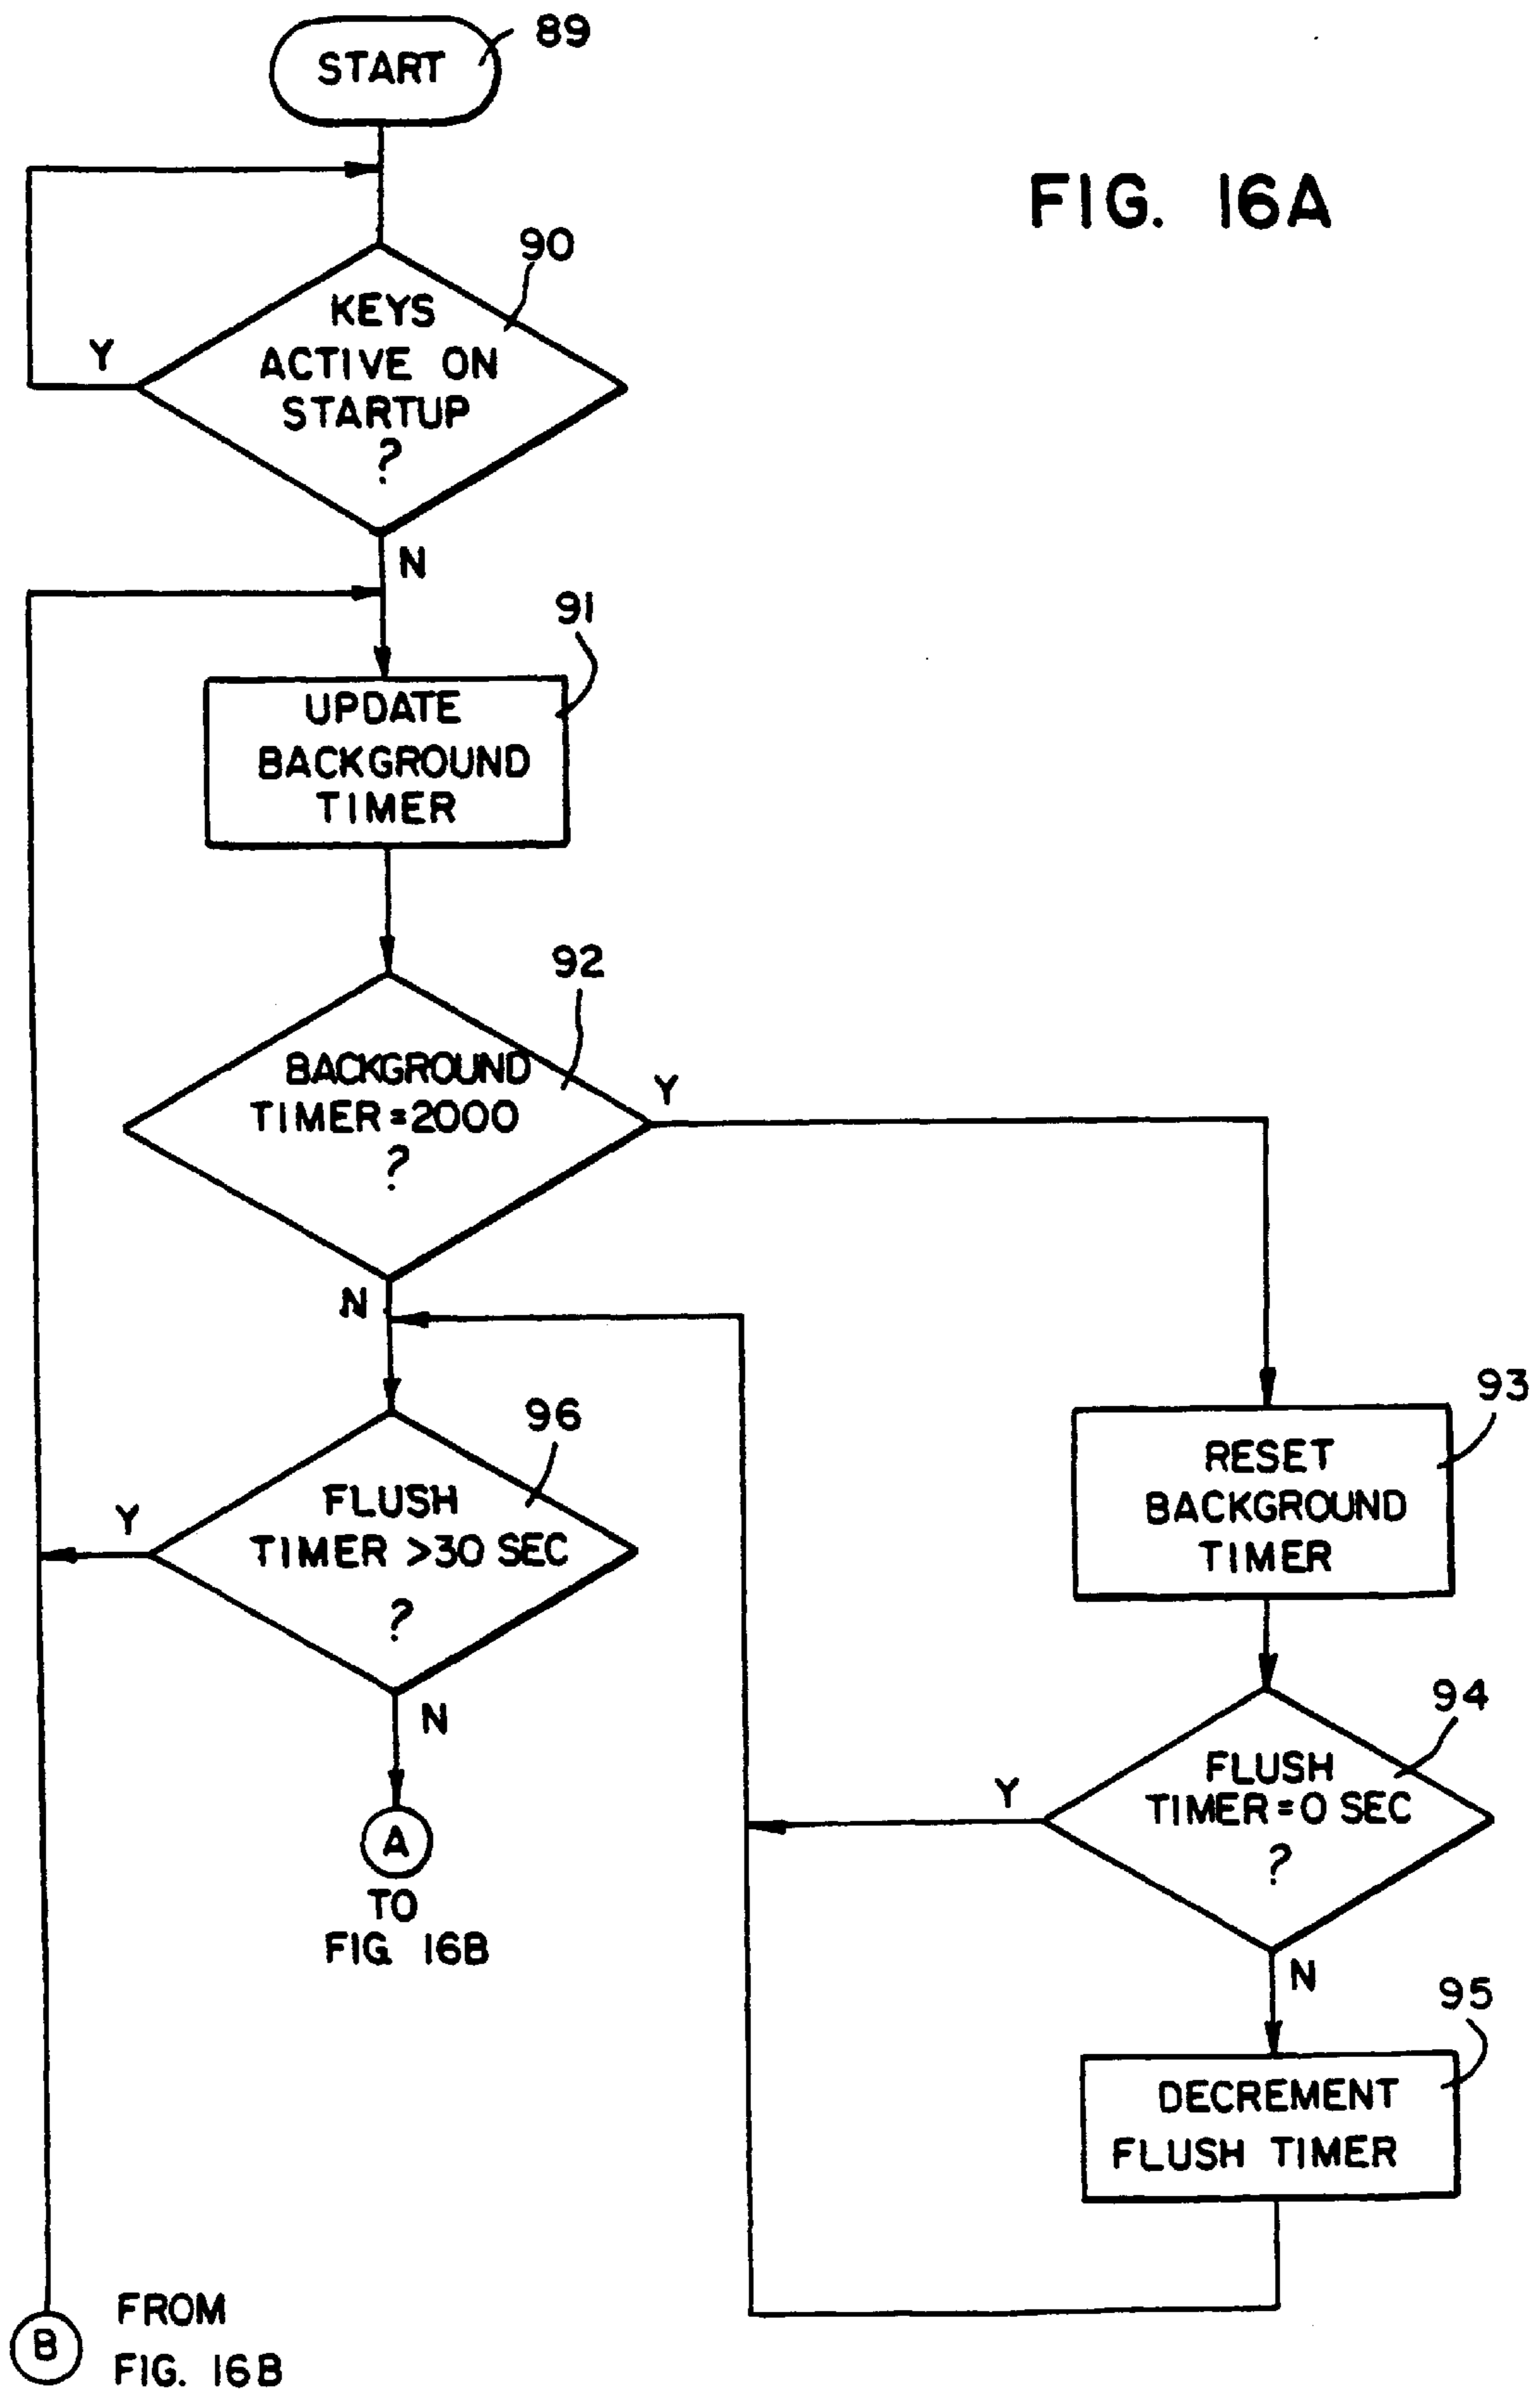 START
89
FIG. 16A
90
KEYS
ACTIVE ON
STARTUP
?
Y
N
91
UPDATE
BACKGROUND
TIMER
92
BACKGROUND
TIMER=2000
?
Y
N
93
RESET
BACKGROUND
TIMER
96
FLUSH
TIMER >30 SEC
?
Y
N
94
FLUSH
TIMER=0 SEC
?
Y
N
A
TO
FIG. 16B
95
DECREMENT
FLUSH TIMER
B
FROM
FIG. 16B